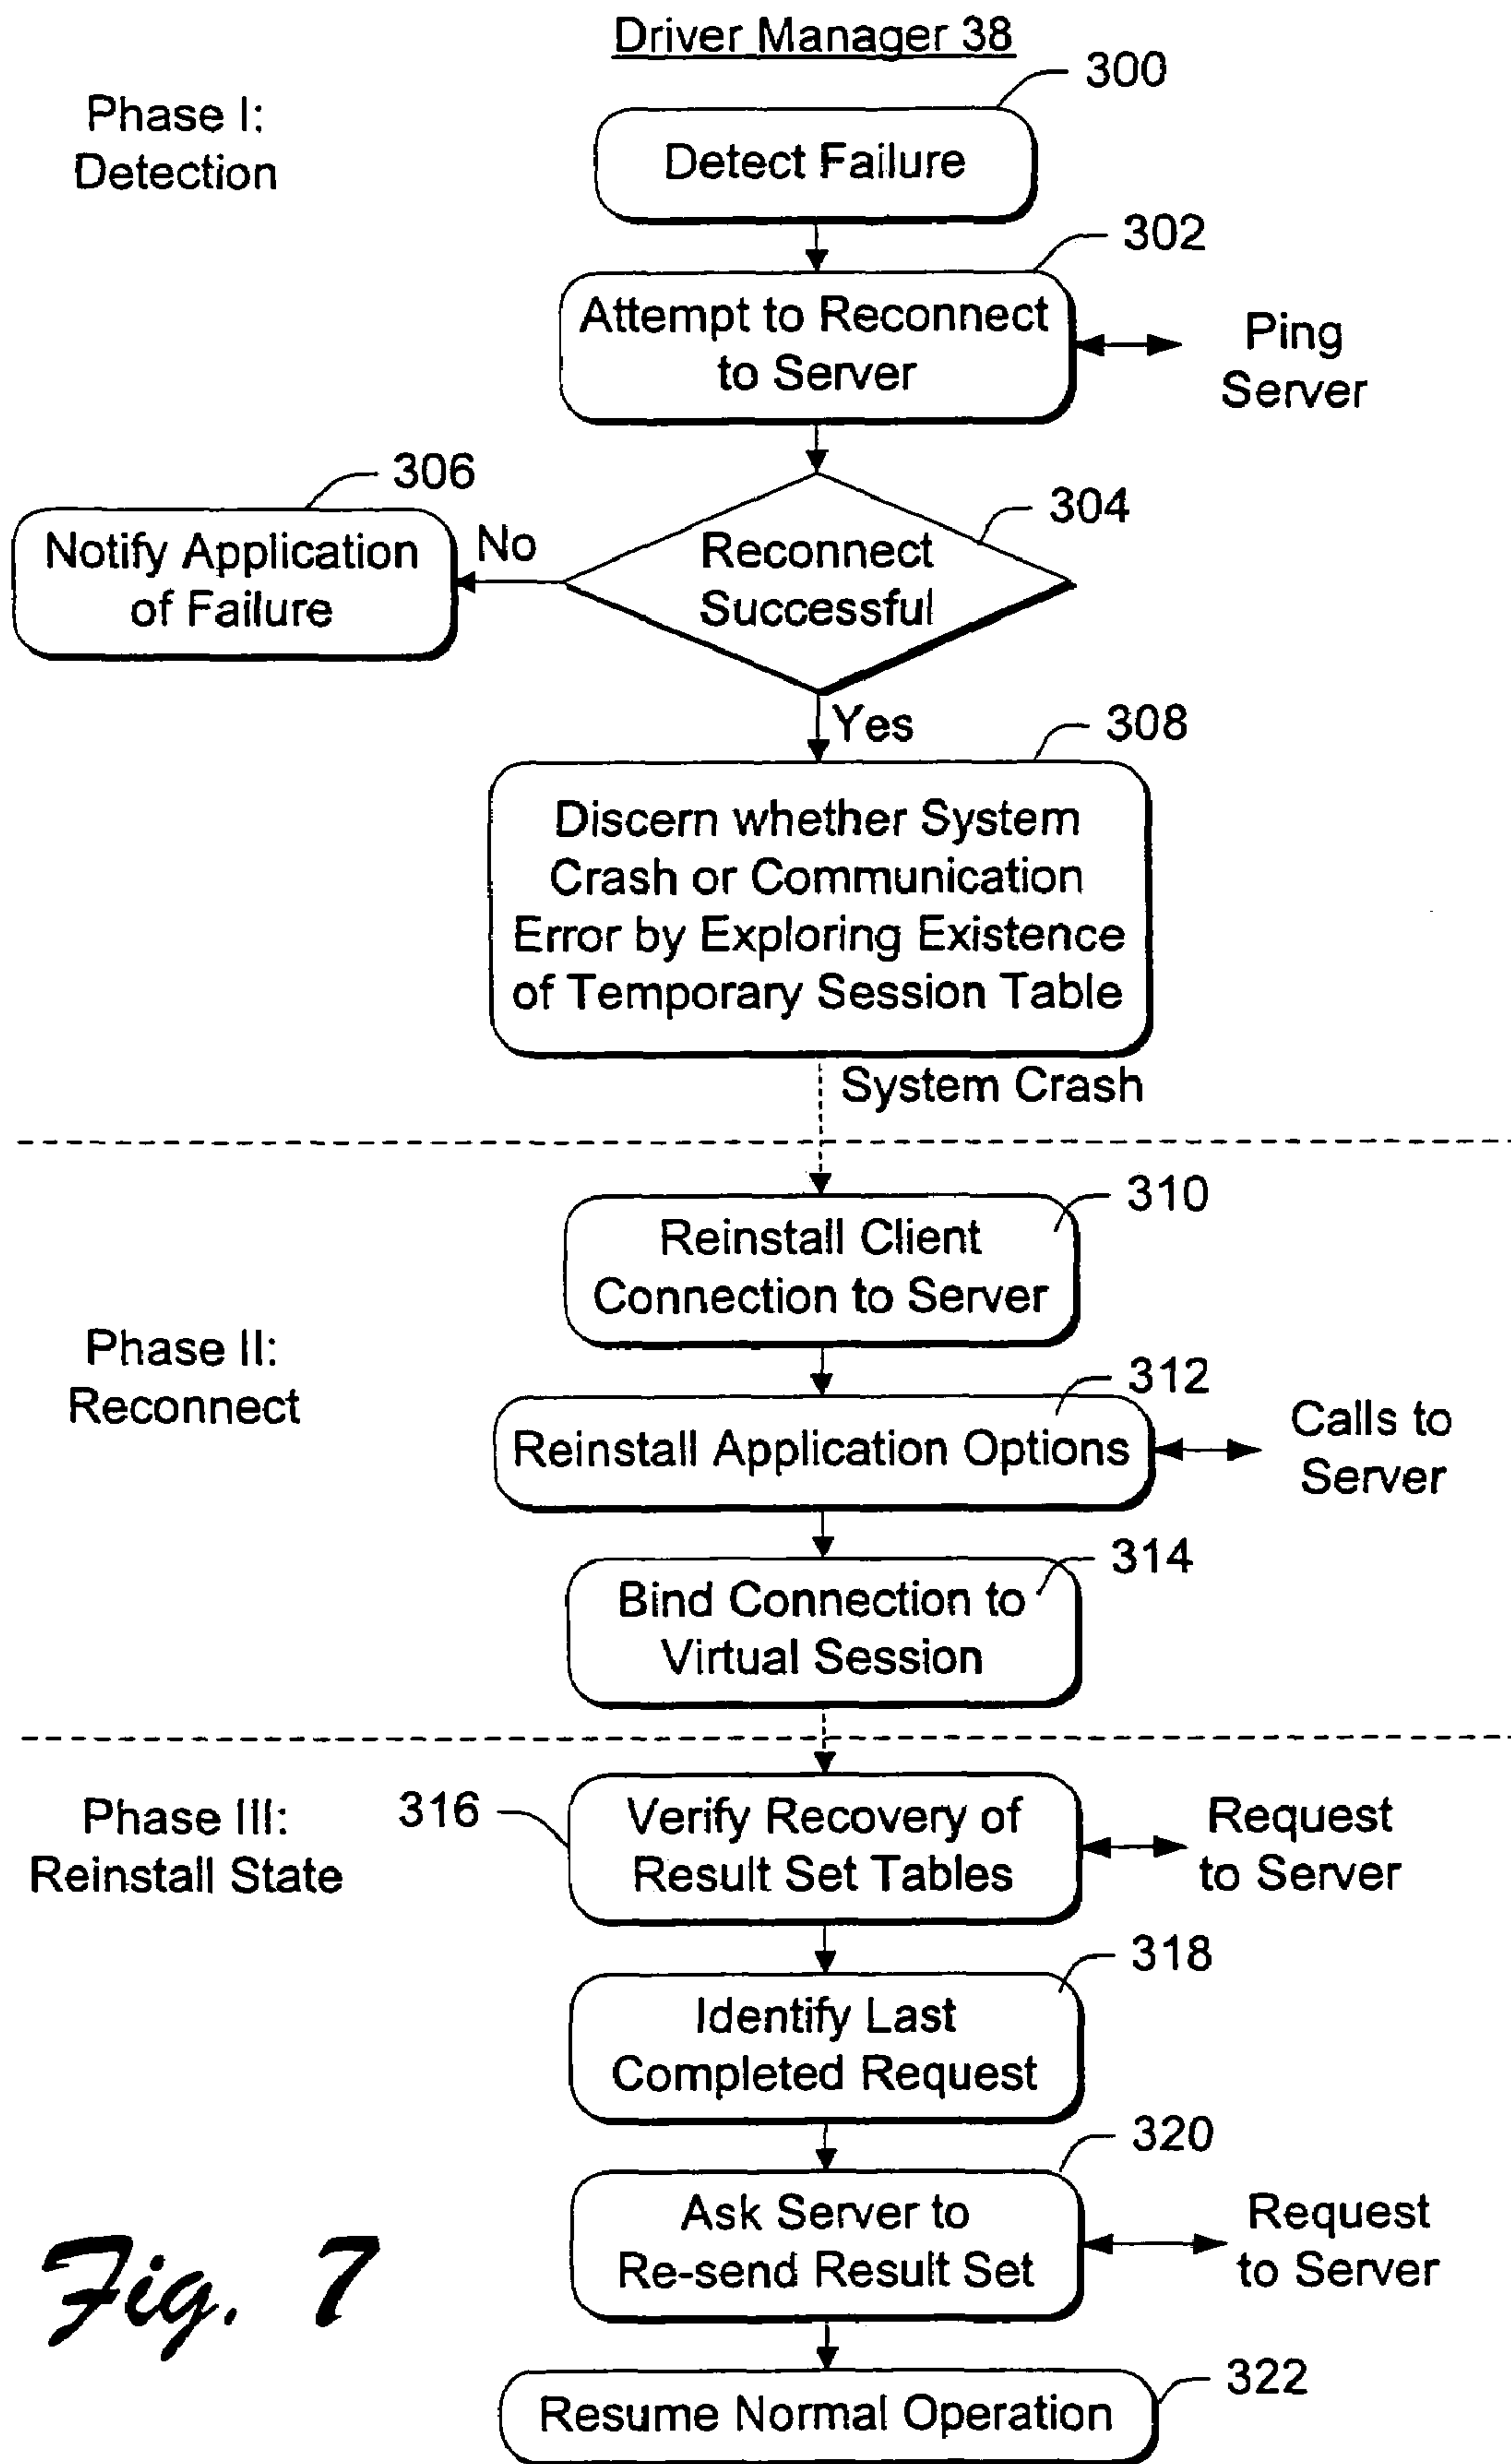 Driver Manager 38
300
Phase I:
Detection
Detect Failure
302
Attempt to Reconnect
to Server
Ping
Server
306
304
Notify Application
of Failure
No
Reconnect
Successful
Yes
308
Discern whether System
Crash or Communication
Error by Exploring Existence
of Temporary Session Table
System Crash
310
Reinstall Client
Connection to Server
Phase II:
Reconnect
312
Reinstall Application Options
Calls to
Server
314
Bind Connection to
Virtual Session
Phase III:
Reinstall State
316
Verify Recovery of
Result Set Tables
Request
to Server
318
Identify Last
Completed Request
320
Ask Server to
Re-send Result Set
Request
to Server
Fig. 7
322
Resume Normal Operation